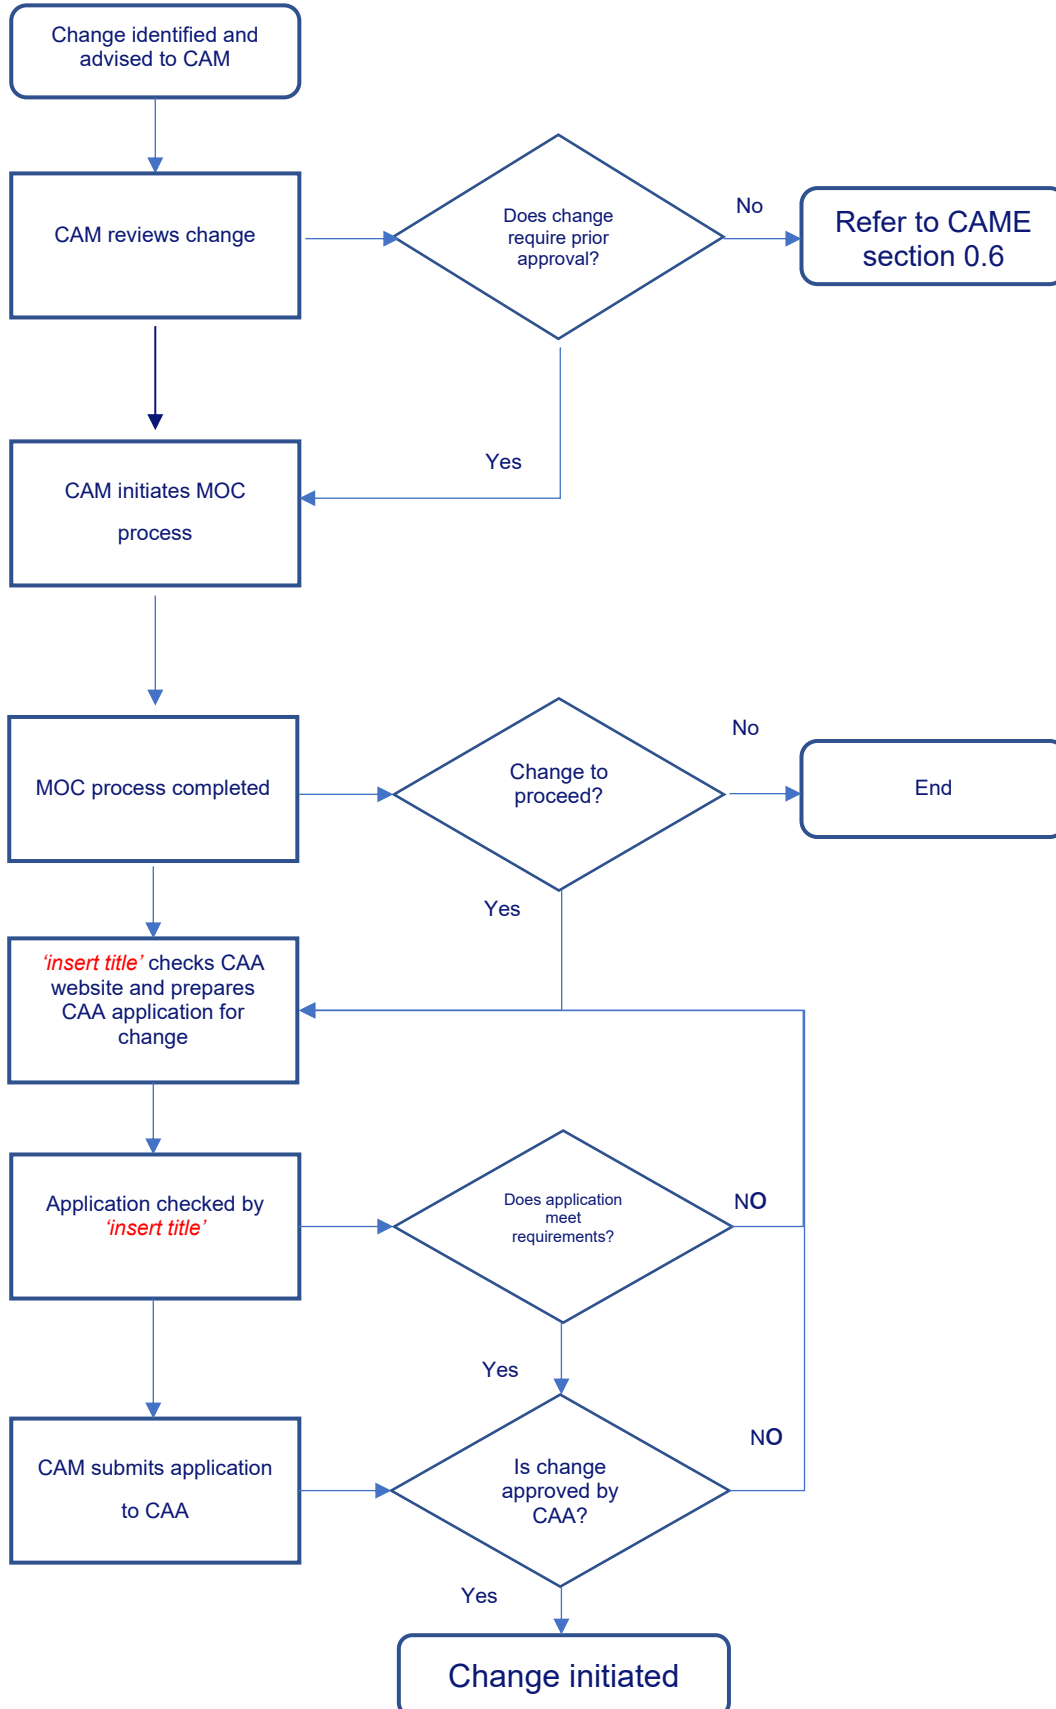 Change identified and
advised to CAM
CAM reviews change
Does change
require prior
approval?
No
Refer to CAME
section 0.6
Yes
CAM initiates MOC
process
MOC process completed
Change to
proceed?
No
End
Yes
‘insert title’ checks CAA
website and prepares
CAA application for
change
Application checked by
‘insert title’
Does application
meet
requirements?
NO
Yes
CAM submits application
to CAA
Is change
approved by
CAA?
NO
Yes
Change initiated